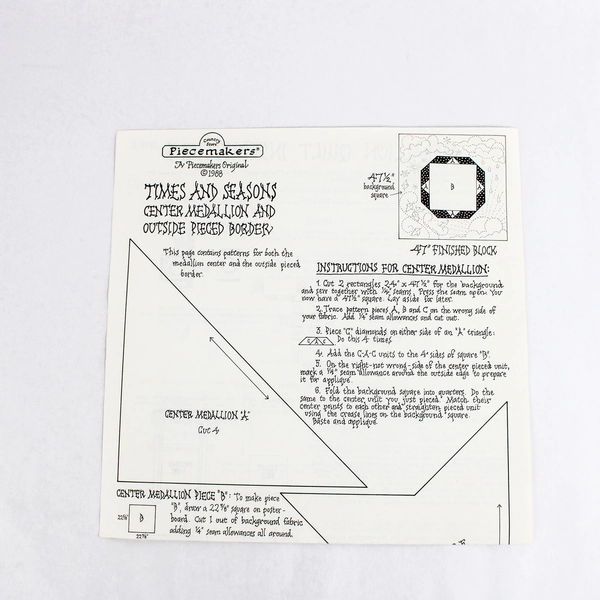 Country Store
Piecemakers®
A Piecemakers Original
©1988
TIMES AND SEASONS
CENTER MEDALLION AND
OUTSIDE PIECED BORDER
This page contains patterns for both the
medallion center and the outside pieced
border.
47½"
background
square
B
47" FINISHED BLOCK
INSTRUCTIONS FOR CENTER MEDALLION:
1. Cut 2 rectangles 24" x 47½" for the background
and sew together with ¼" seams. Press the seam open. You
now have a 47½" square. Lay aside for later.
2. Trace pattern pieces A, B and C on the wrong side of
your fabric. Add ¼" seam allowances and cut out.
3. Piece "C" diamonds on either side of an "A" triangle:
Do this 4 times.
4. Add the C-A-C units to the 4 sides of square "B".
5. On the right-not wrong-side of the center pieced unit,
mark a ¼" seam allowance around the outside edge to prepare
it for applique.
6. Fold the background square into quarters. Do the
same to the center unit you just pieced. Match their
center points to each other and straighten pieced unit
using the crease lines on the background square.
Baste and applique.
CENTER MEDALLION "A"
Cut 4
CENTER MEDALLION PIECE "B": To make piece
"B", draw a 22⅝" square on poster-
board. Cut 1 out of background fabric
adding ¼" seam allowances all around.
22⅝"
B
22⅝"